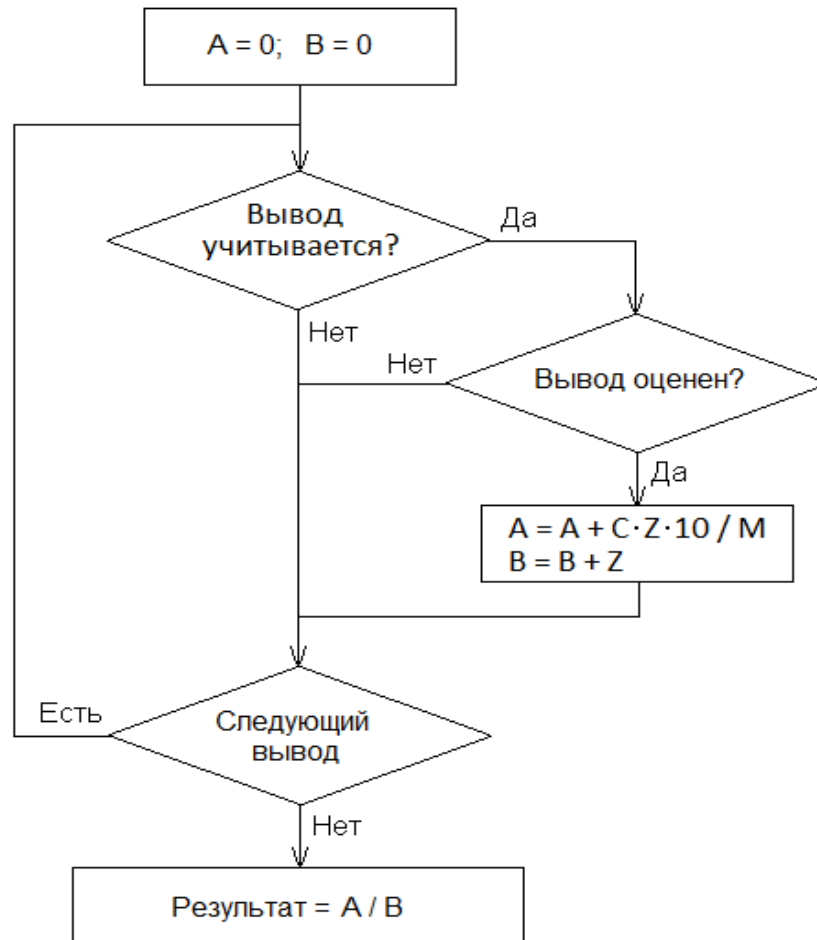 A = 0; B = 0
Вывод
учитывается?
Да
Нет
Нет
Вывод оценен?
Да
A = A + C·Z·10 / M
B = B + Z
Есть
Следующий
вывод
Нет
Результат = A / B